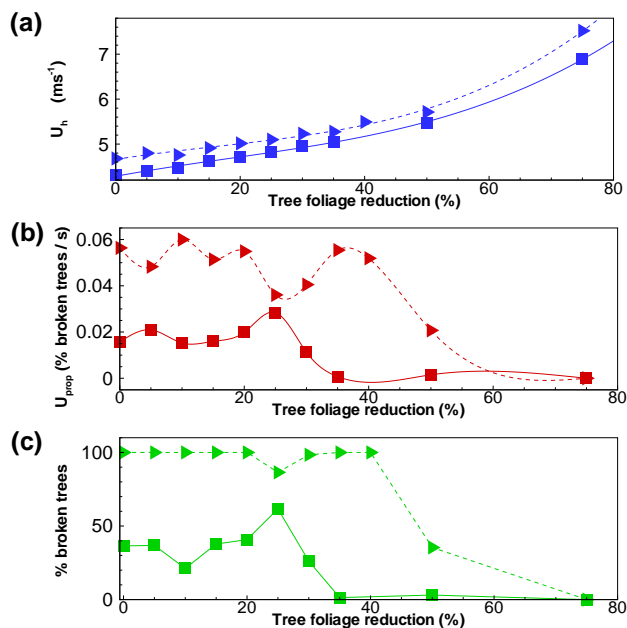 (a)
7
6
5
U_h (ms⁻¹)
0 20 40 60 80
Tree foliage reduction (%)
(b)
0.06
0.04
0.02
0
U_prop (% broken trees / s)
0 20 40 60 80
Tree foliage reduction (%)
(c)
100
50
0
% broken trees
0 20 40 60 80
Tree foliage reduction (%)